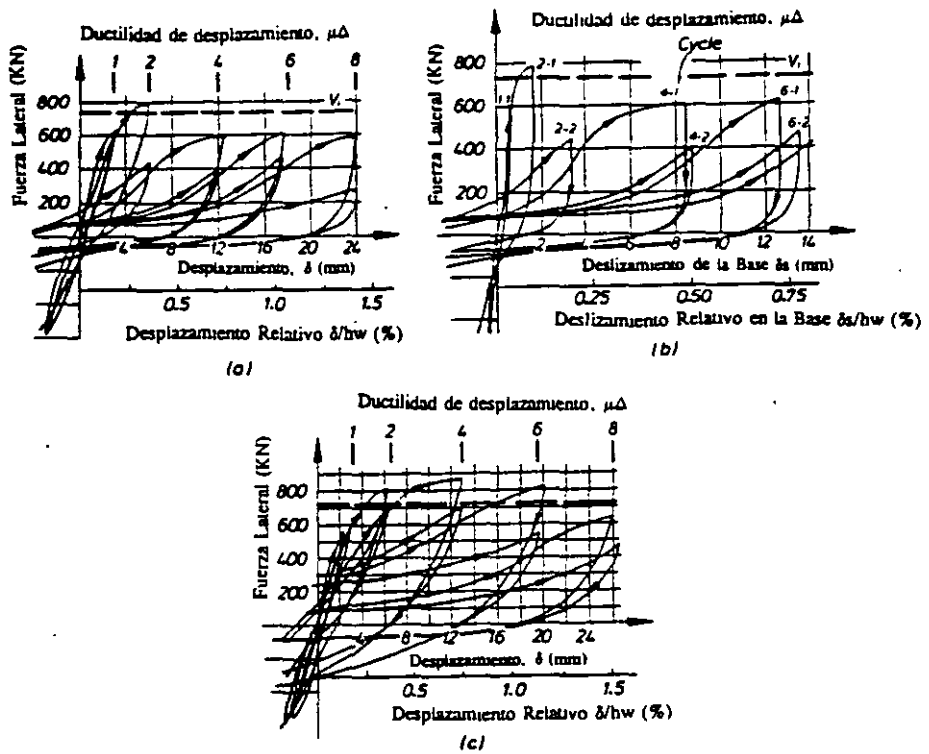 Ductilidad de desplazamiento, μΔ
1 2 4 6 8
Fuerza Lateral (KN)
800
600
400
200
Vi
4 8 12 16 20 24
Desplazamiento, δ (mm)
0.5 1.0 1.5
Desplazamiento Relativo δ/hw (%)
(a)
Ductilidad de desplazamiento, μΔ
Cycle
Fuerza Lateral (KN)
800
600
400
200
2-1
Vi
4-1
6-1
2-2
4-2
6-2
2 4 6 8 10 12 14
Deslizamiento de la Base δs (mm)
0.25 0.50 0.75
Deslizamiento Relativo en la Base δs/hw (%)
(b)
Ductilidad de desplazamiento, μΔ
1 2 4 6 8
Fuerza Lateral (KN)
800
600
400
200
4 8 12 16 20 24
Desplazamiento, δ (mm)
0.5 1.0 1.5
Desplazamiento Relativo δ/hw (%)
(c)